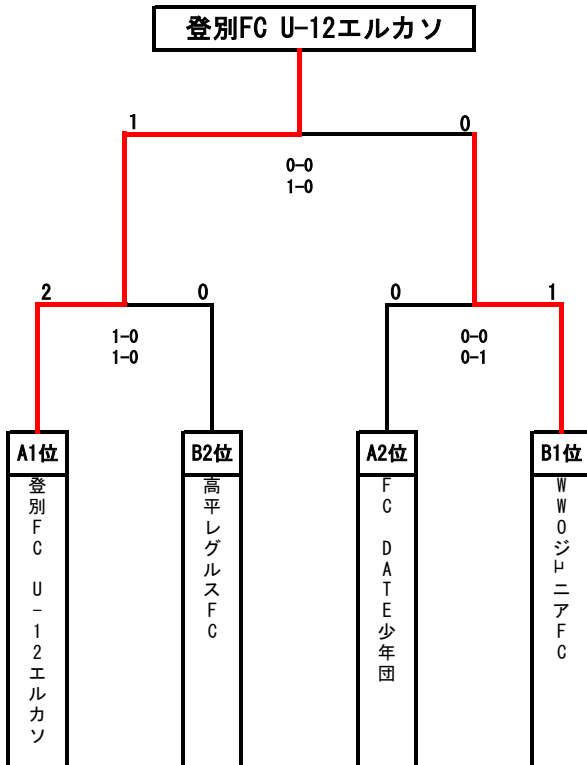 登別FC U-12エルカソ
1 0
0-0
1-0
2 0 0 1
1-0 0-0
1-0 0-1
A1位 B2位 A2位 B1位
登別FC U-12エルカソ
高平レグルスFC
FC DATE少年団
WWOジュニアFC